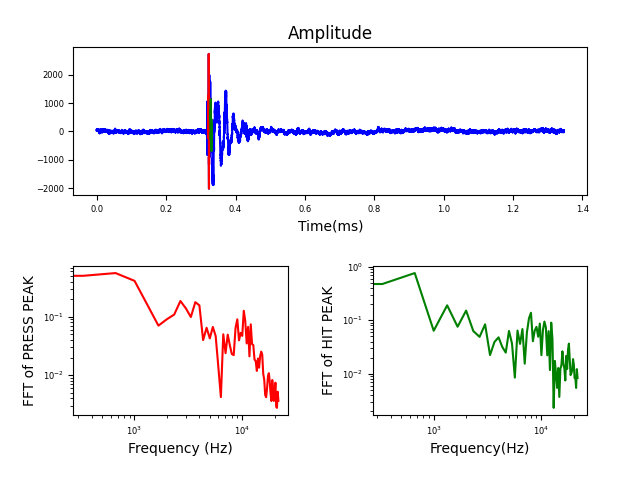 Amplitude
2000
1000
0
−1000
−2000
0.0 0.2 0.4 0.6 0.8 1.0 1.2 1.4
Time(ms)
FFT of PRESS PEAK
10⁻¹
10⁻²
10³ 10⁴
Frequency (Hz)
FFT of HIT PEAK
10⁰
10⁻¹
10⁻²
10³ 10⁴
Frequency(Hz)